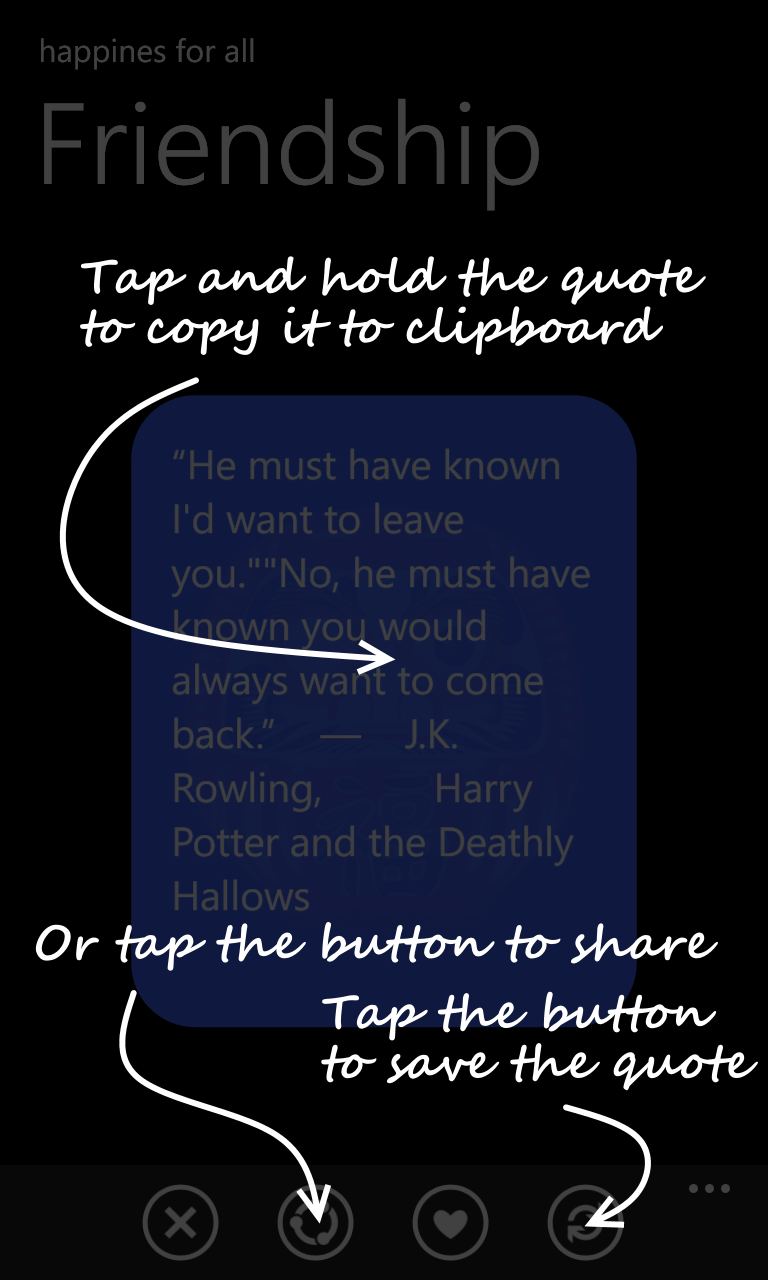 happines for all
Friendship
Tap and hold the quote
to copy it to clipboard
“He must have known
I'd want to leave
you.""No, he must have
known you would
always want to come
back.” — J.K.
Rowling, Harry
Potter and the Deathly
Hallows
Or tap the button to share
Tap the button
to save the quote